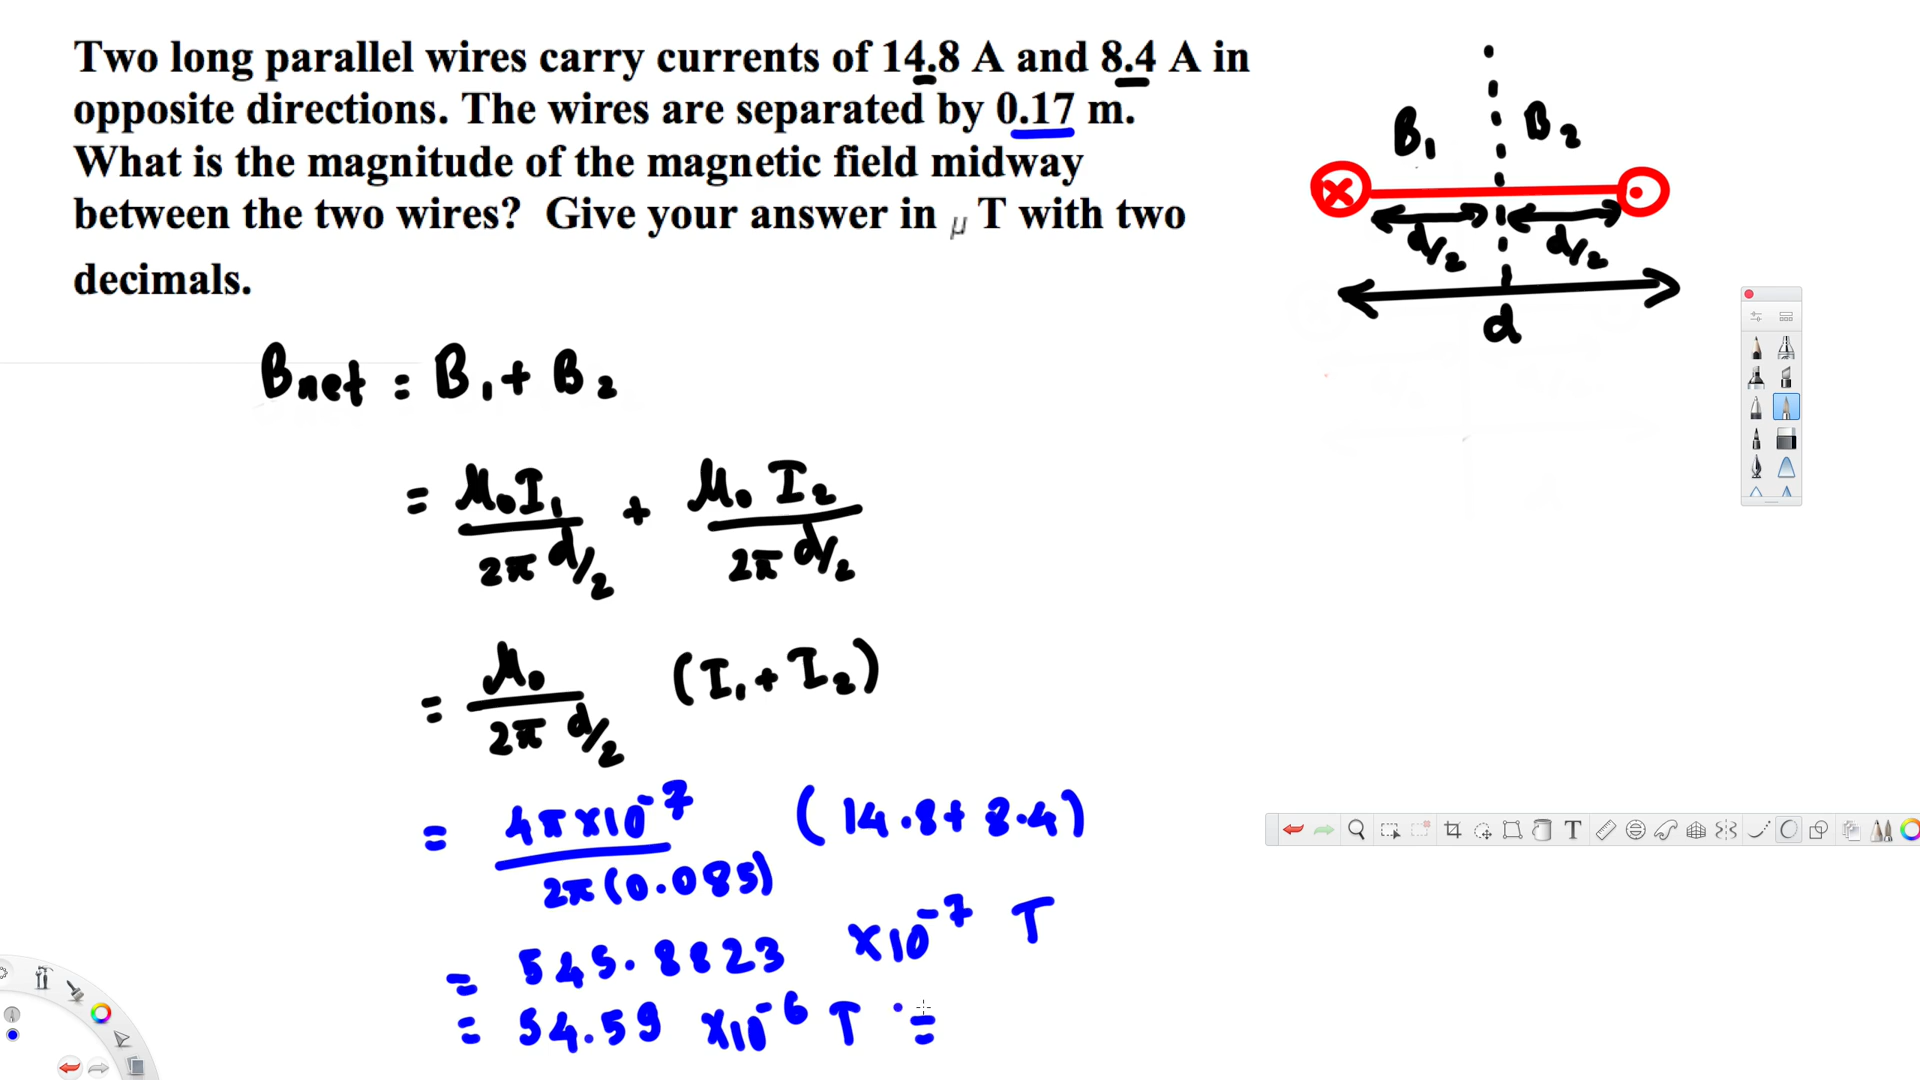 Two long parallel wires carry currents of 14.8 A and 8.4 A in
opposite directions. The wires are separated by 0.17 m.
What is the magnitude of the magnetic field midway
between the two wires? Give your answer in μ T with two
decimals.
B₁ B₂
d/2 d/2
d
Bnet = B₁ + B₂
= μ₀I₁ / 2π d/2 + μ₀ I₂ / 2π d/2
= μ₀ / 2π d/2 (I₁ + I₂)
= 4π×10⁻⁷ / 2π(0.085) (14.8 + 8.4)
= 545.8823 ×10⁻⁷ T
= 54.59 ×10⁻⁶ T =